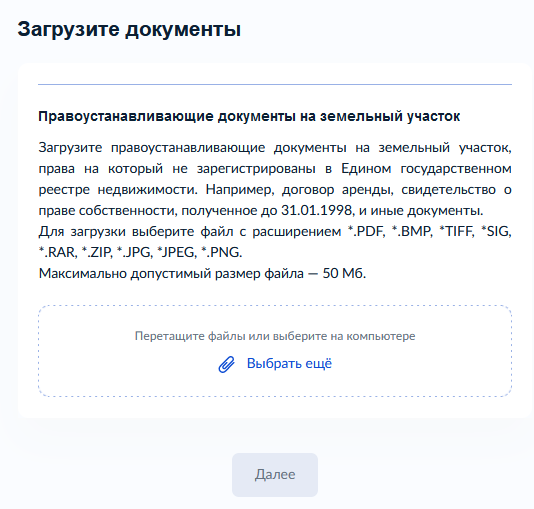 Загрузите документы
Правоустанавливающие документы на земельный участок
Загрузите правоустанавливающие документы на земельный участок,
права на который не зарегистрированы в Едином государственном
реестре недвижимости. Например, договор аренды, свидетельство о
праве собственности, полученное до 31.01.1998, и иные документы.
Для загрузки выберите файл с расширением *.PDF, *.BMP, *TIFF, *SIG,
*.RAR, *.ZIP, *.JPG, *JPEG, *.PNG.
Максимально допустимый размер файла — 50 Мб.
Перетащите файлы или выберите на компьютере
Выбрать ещё
Далее